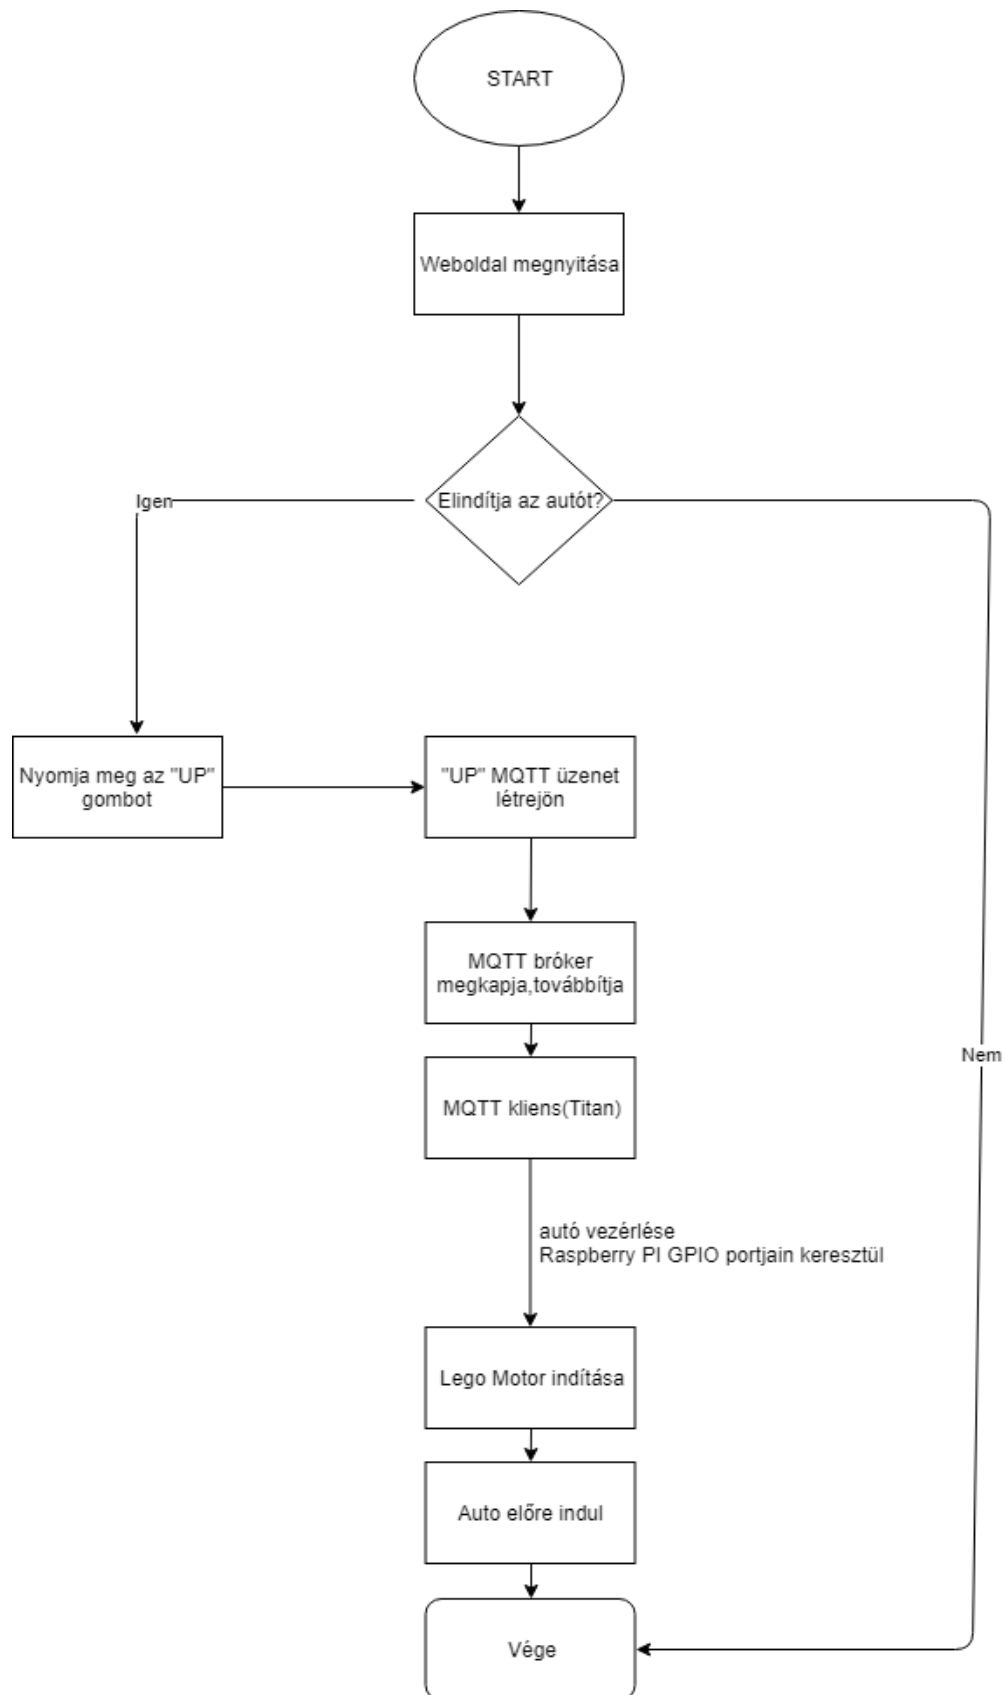 START
Weboldal megnyitása
Elindítja az autót?
Igen
Nyomja meg az "UP"
gombot
"UP" MQTT üzenet
létrejön
MQTT bróker
megkapja,továbbítja
Nem
MQTT kliens(Titan)
autó vezérlése
Raspberry PI GPIO portjain keresztül
Lego Motor indítása
Auto előre indul
Vége